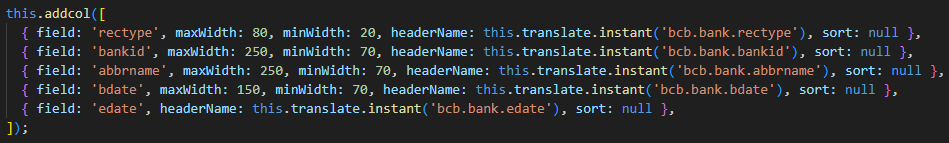 this.addcol([
{ field: 'rectype', maxWidth: 80, minWidth: 20, headerName: this.translate.instant('bcb.bank.rectype'), sort: null },
{ field: 'bankid', maxWidth: 250, minWidth: 70, headerName: this.translate.instant('bcb.bank.bankid'), sort: null },
{ field: 'abbrname', maxWidth: 250, minWidth: 70, headerName: this.translate.instant('bcb.bank.abbrname'), sort: null },
{ field: 'bdate', maxWidth: 150, minWidth: 70, headerName: this.translate.instant('bcb.bank.bdate'), sort: null },
{ field: 'edate', headerName: this.translate.instant('bcb.bank.edate'), sort: null },
]);